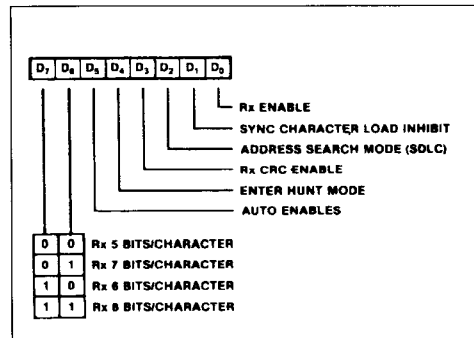 D7 D6 D5 D4 D3 D2 D1 D0
Rx ENABLE
SYNC CHARACTER LOAD INHIBIT
ADDRESS SEARCH MODE (SDLC)
Rx CRC ENABLE
ENTER HUNT MODE
AUTO ENABLES
0 0 Rx 5 BITS/CHARACTER
0 1 Rx 7 BITS/CHARACTER
1 0 Rx 6 BITS/CHARACTER
1 1 Rx 8 BITS/CHARACTER